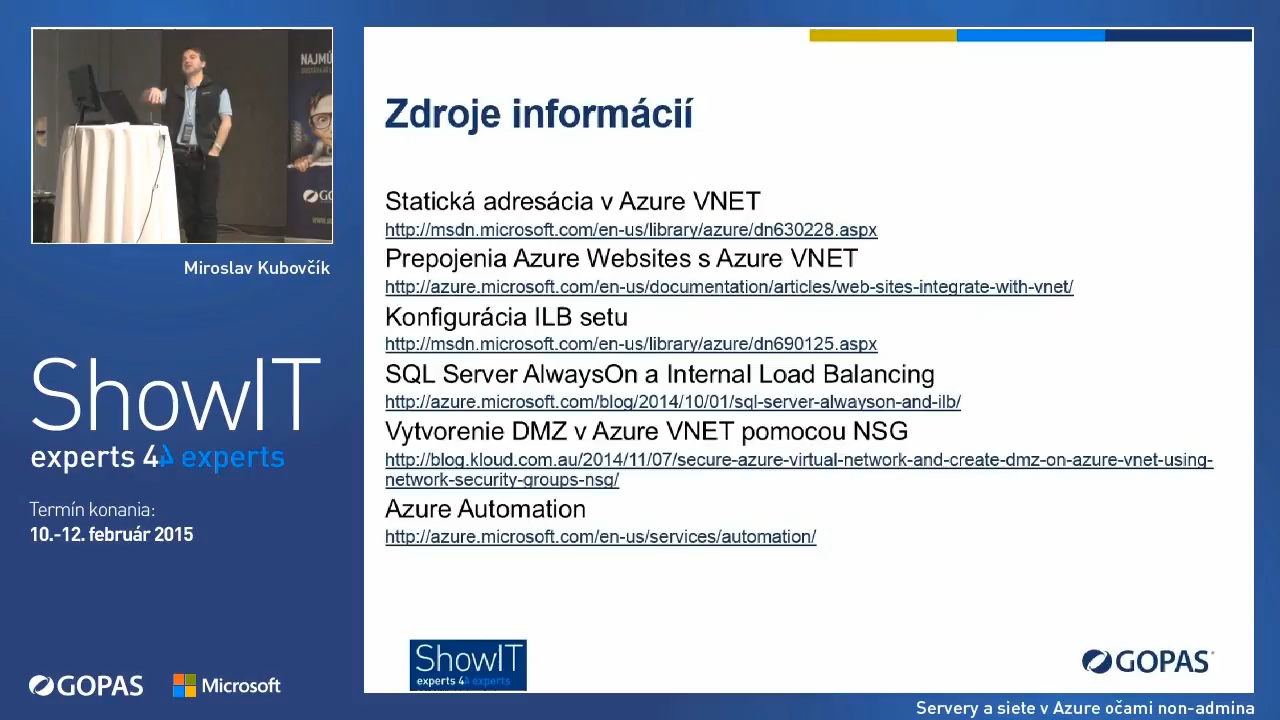 NAJMÚ
GO
Miroslav Kubovčík
ShowIT
experts 44 experts
Termín konania:
10.-12. február 2015
GOPAS
Microsoft
Zdroje informácií
Statická adresácia v Azure VNET
http://msdn.microsoft.com/en-us/library/azure/dn630228.aspx
Prepojenia Azure Websites s Azure VNET
http://azure.microsoft.com/en-us/documentation/articles/web-sites-integrate-with-vnet/
Konfigurácia ILB setu
http://msdn.microsoft.com/en-us/library/azure/dn690125.aspx
SQL Server AlwaysOn a Internal Load Balancing
http://azure.microsoft.com/blog/2014/10/01/sql-server-alwayson-and-ilb/
Vytvorenie DMZ v Azure VNET pomocou NSG
http://blog.kloud.com.au/2014/11/07/secure-azure-virtual-network-and-create-dmz-on-azure-vnet-using-
network-security-groups-nsg/
Azure Automation
http://azure.microsoft.com/en-us/services/automation/
ShowIT
experts 44 experts
GOPAS
Servery a siete v Azure očami non-admina